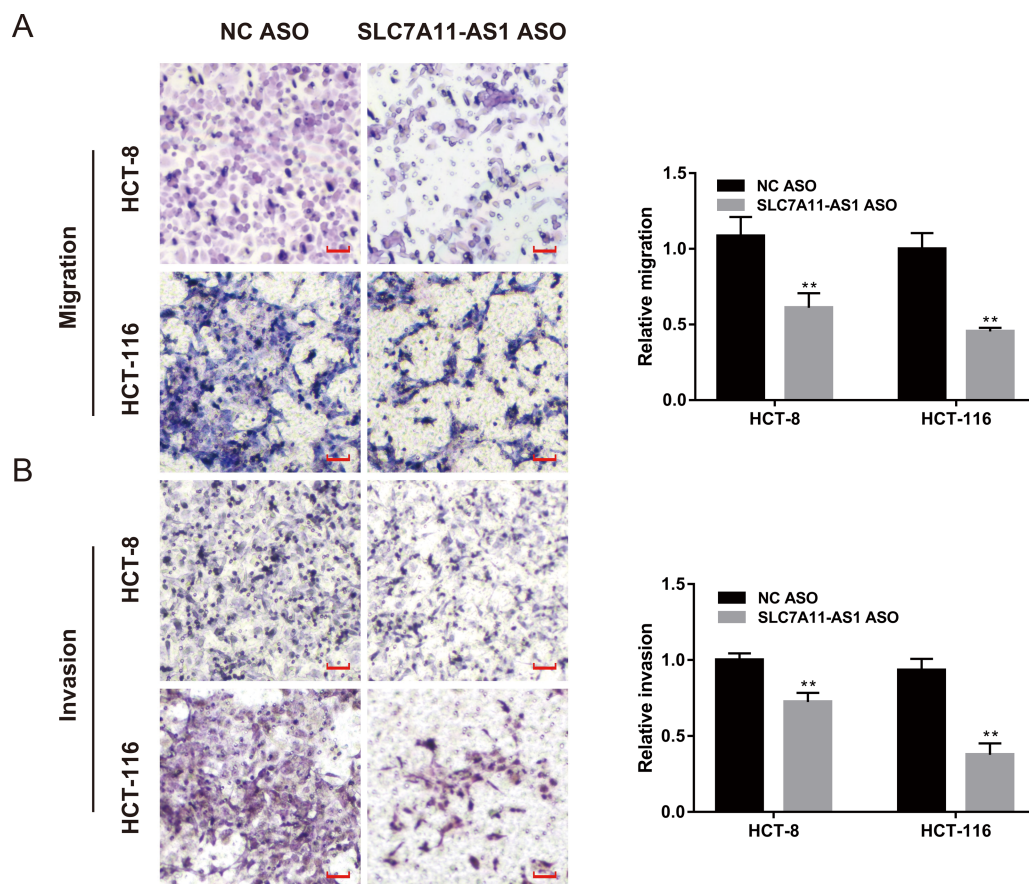 A
NC ASO
SLC7A11-AS1 ASO
Migration
HCT-8
HCT-116
1.5
1.0
0.5
0.0
Relative migration
NC ASO
SLC7A11-AS1 ASO
**
**
HCT-8
HCT-116
B
Invasion
HCT-8
HCT-116
1.5
1.0
0.5
0.0
Relative invasion
NC ASO
SLC7A11-AS1 ASO
**
**
HCT-8
HCT-116